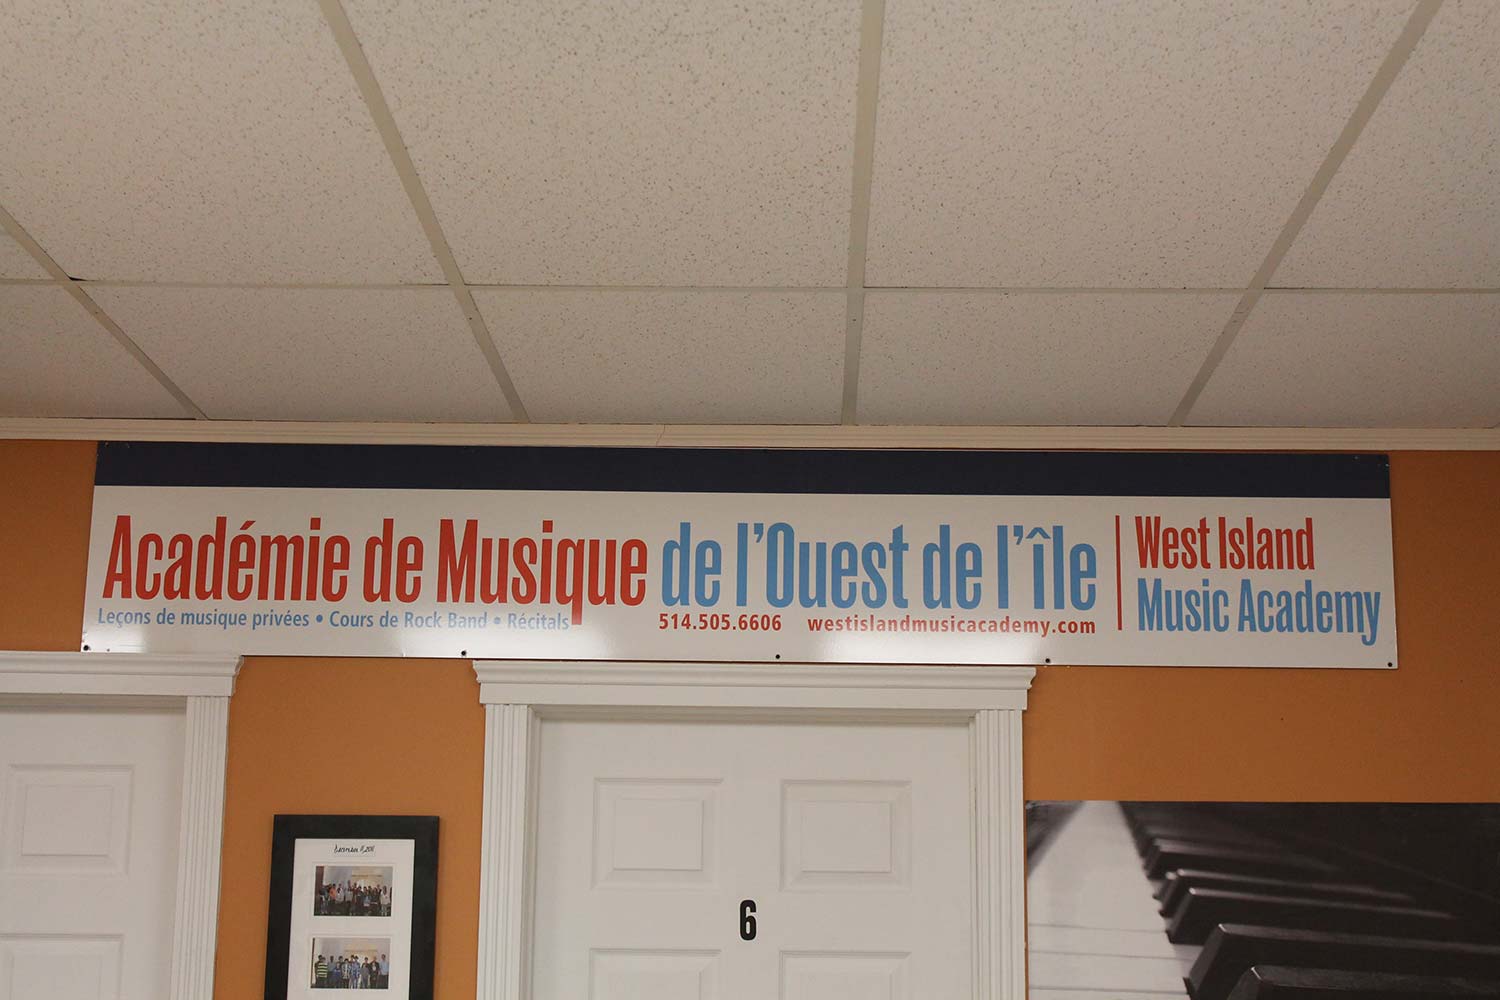 Académie de Musique de l'Ouest de l'île
Leçons de musique privées • Cours de Rock Band • Récitals
514.505.6606 westislandmusicacademy.com
West Island
Music Academy
6